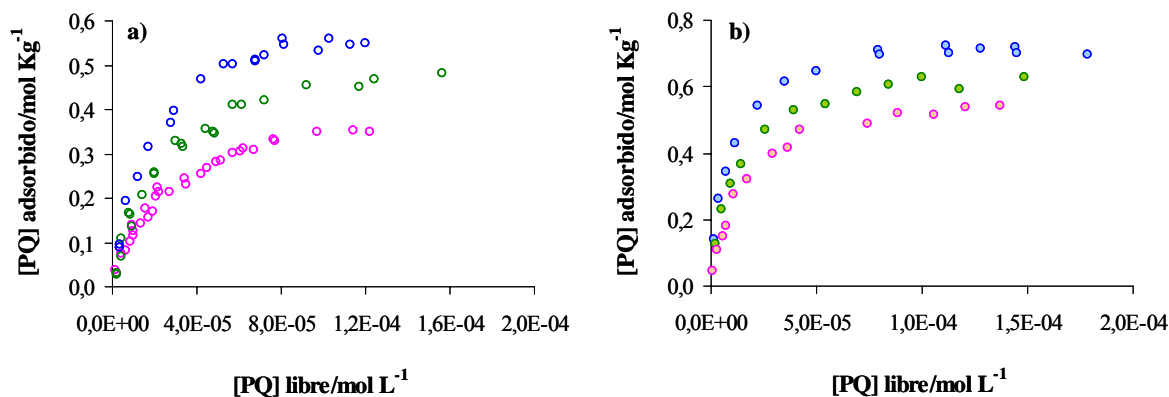 a)
[PQ] adsorbido/mol Kg⁻¹
0,6
0,5
0,4
0,3
0,2
0,1
0,0
0,0E+00 4,0E-05 8,0E-05 1,2E-04 1,6E-04 2,0E-04
[PQ] libre/mol L⁻¹
b)
[PQ] adsorbido/mol Kg⁻¹
0,8
0,6
0,4
0,2
0,0
0,0E+00 5,0E-05 1,0E-04 1,5E-04 2,0E-04
[PQ] libre/mol L⁻¹